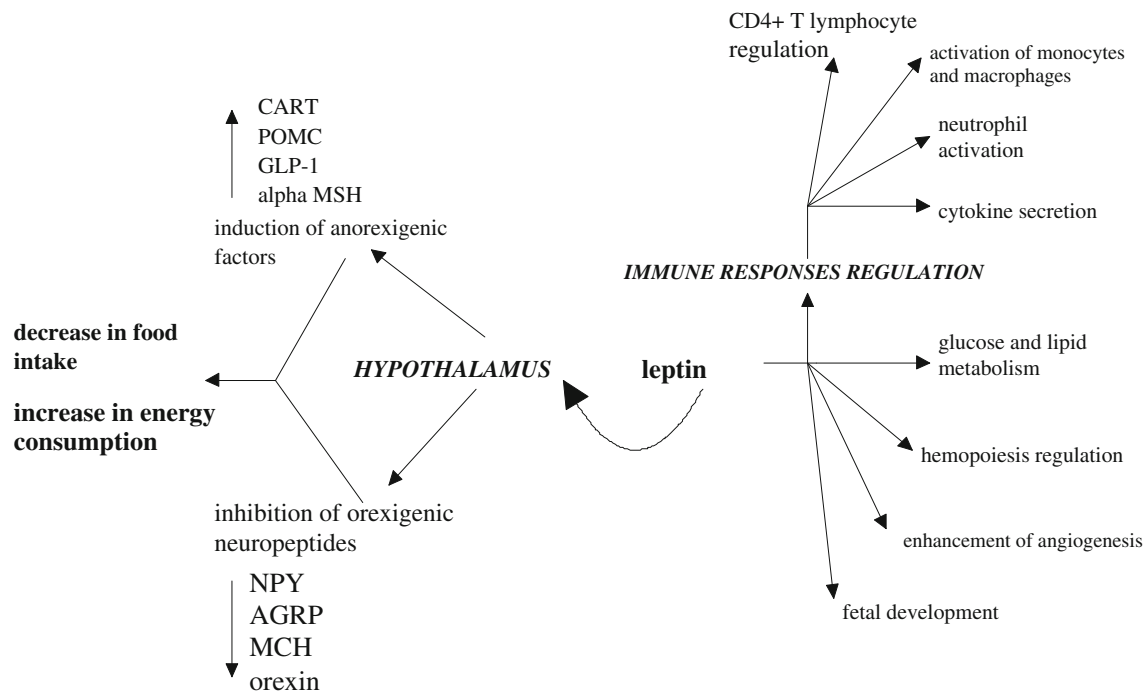 CD4+ T lymphocyte
regulation
activation of monocytes
and macrophages
neutrophil
activation
cytokine secretion
IMMUNE RESPONSES REGULATION
CART
POMC
GLP-1
alpha MSH
induction of anorexigenic
factors
decrease in food
intake
increase in energy
consumption
HYPOTHALAMUS
leptin
glucose and lipid
metabolism
hemopoiesis regulation
enhancement of angiogenesis
fetal development
inhibition of orexigenic
neuropeptides
NPY
AGRP
MCH
orexin